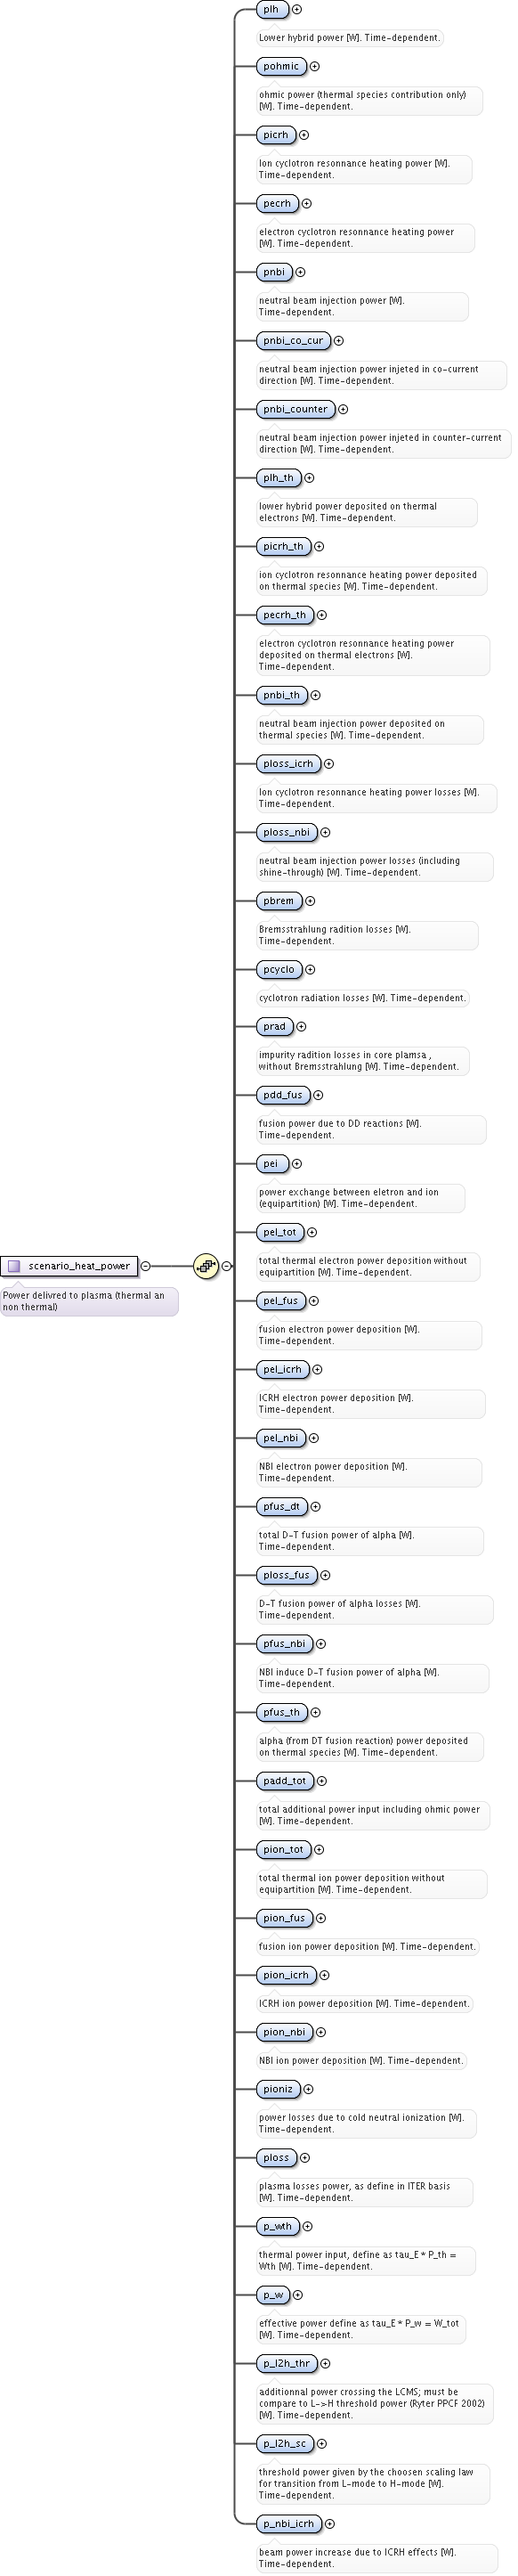 plh
Lower hybrid power [W]. Time-dependent.
pohmic
ohmic power (thermal species contribution only)
[W]. Time-dependent.
picrh
Ion cyclotron resonnance heating power [W].
Time-dependent.
pecrh
electron cyclotron resonnance heating power
[W]. Time-dependent.
pnbi
neutral beam injection power [W].
Time-dependent.
pnbi_co_cur
neutral beam injection power injeted in co-current
direction [W]. Time-dependent.
pnbi_counter
neutral beam injection power injeted in counter-current
direction [W]. Time-dependent.
plh_th
lower hybrid power deposited on thermal
electrons [W]. Time-dependent.
picrh_th
ion cyclotron resonnance heating power deposited
on thermal species [W]. Time-dependent.
pecrh_th
electron cyclotron resonnance heating power
deposited on thermal electrons [W].
Time-dependent.
pnbi_th
neutral beam injection power deposited on
thermal species [W]. Time-dependent.
ploss_icrh
Ion cyclotron resonnance heating power losses [W].
Time-dependent.
ploss_nbi
neutral beam injection power losses (including
shine-through) [W]. Time-dependent.
pbrem
Bremsstrahlung radition losses [W].
Time-dependent.
pcyclo
cyclotron radiation losses [W]. Time-dependent.
prad
impurity radition losses in core plamsa ,
without Bremsstrahlung [W]. Time-dependent.
pdd_fus
fusion power due to DD reactions [W].
Time-dependent.
pei
power exchange between eletron and ion
(equipartition) [W]. Time-dependent.
pel_tot
total thermal electron power deposition without
equipartition [W]. Time-dependent.
scenario_heat_power
Power delivred to plasma (thermal an
non thermal)
pel_fus
fusion electron power deposition [W].
Time-dependent.
pel_icrh
ICRH electron power deposition [W].
Time-dependent.
pel_nbi
NBI electron power deposition [W].
Time-dependent.
pfus_dt
total D-T fusion power of alpha [W].
Time-dependent.
ploss_fus
D-T fusion power of alpha losses [W].
Time-dependent.
pfus_nbi
NBI induce D-T fusion power of alpha [W].
Time-dependent.
pfus_th
alpha (from DT fusion reaction) power deposited
on thermal species [W]. Time-dependent.
padd_tot
total additional power input including ohmic power
[W]. Time-dependent.
pion_tot
total thermal ion power deposition without
equipartition [W]. Time-dependent.
pion_fus
fusion ion power deposition [W]. Time-dependent.
pion_icrh
ICRH ion power deposition [W]. Time-dependent.
pion_nbi
NBI ion power deposition [W]. Time-dependent.
pioniz
power losses due to cold neutral ionization [W].
Time-dependent.
ploss
plasma losses power, as define in ITER basis
[W]. Time-dependent.
p_wth
thermal power input, define as tau_E * P_th =
Wth [W]. Time-dependent.
p_w
effective power define as tau_E * P_w = W_tot
[W]. Time-dependent.
p_l2h_thr
additionnal power crossing the LCMS; must be
compare to L->H threshold power (Ryter PPCF 2002)
[W]. Time-dependent.
p_l2h_sc
threshold power given by the choosen scaling law
for transition from L-mode to H-mode [W].
Time-dependent.
p_nbi_icrh
beam power increase due to ICRH effects [W].
Time-dependent.